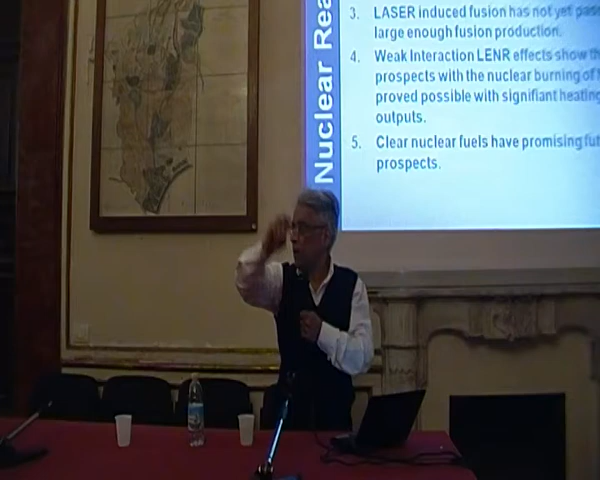 Nuclear Rea
3. LASER induced fusion has not yet pas
large enough fusion production.
4. Weak Interaction LENR effects show th
prospects with the nuclear burning of
proved possible with signifiant heating
outputs.
5. Clear nuclear fuels have promising fut
prospects.